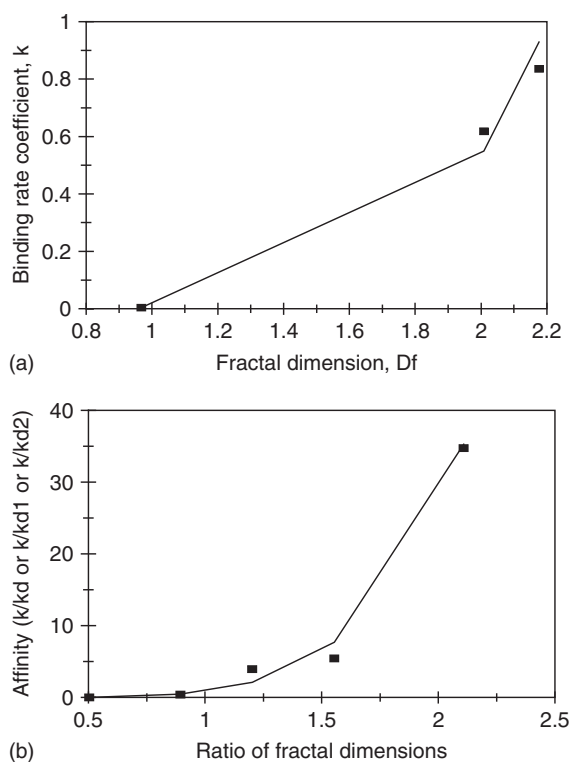 1
0.8
0.6
0.4
0.2
0
Binding rate coefficient, k
0.8 1 1.2 1.4 1.6 1.8 2 2.2
(a) Fractal dimension, Df
40
30
20
10
0
Affinity (k/kd or k/kd1 or k/kd2)
0.5 1 1.5 2 2.5
(b) Ratio of fractal dimensions